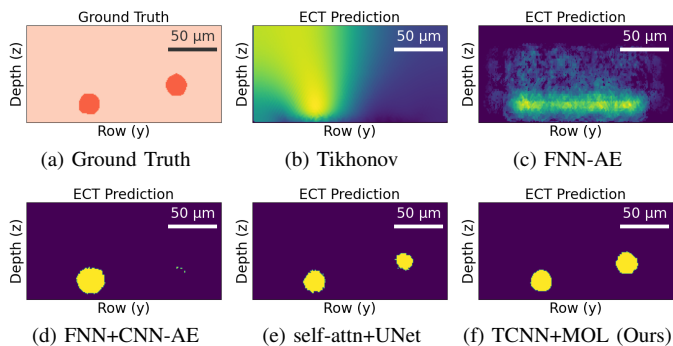 Ground Truth ECT Prediction ECT Prediction
50 μm 50 μm 50 μm
Depth (z) Depth (z) Depth (z)
Row (y) Row (y) Row (y)
(a) Ground Truth (b) Tikhonov (c) FNN-AE
ECT Prediction ECT Prediction ECT Prediction
50 μm 50 μm 50 μm
Depth (z) Depth (z) Depth (z)
Row (y) Row (y) Row (y)
(d) FNN+CNN-AE (e) self-attn+UNet (f) TCNN+MOL (Ours)